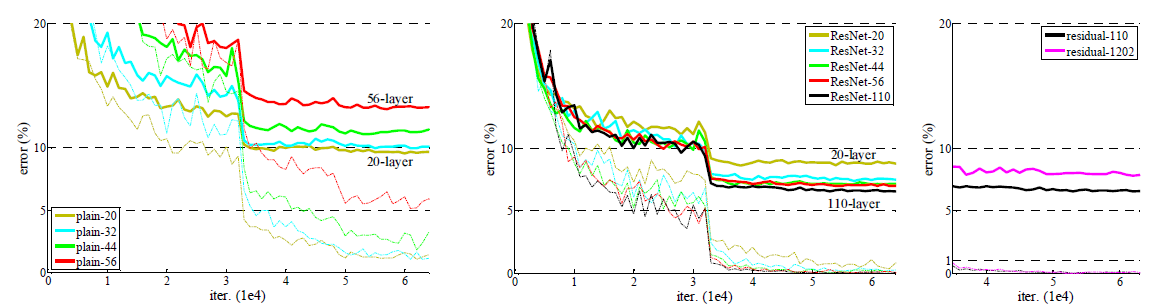 20
10
5
0
0
1
2
3
4
5
6
error (%)
iter. (1e4)
56-layer
20-layer
plain-20
plain-32
plain-44
plain-56
20
10
5
0
0
1
2
3
4
5
6
error (%)
iter. (1e4)
ResNet-20
ResNet-32
ResNet-44
ResNet-56
ResNet-110
20-layer
110-layer
20
10
5
1
0
4
5
6
error (%)
iter. (1e4)
residual-110
residual-1202